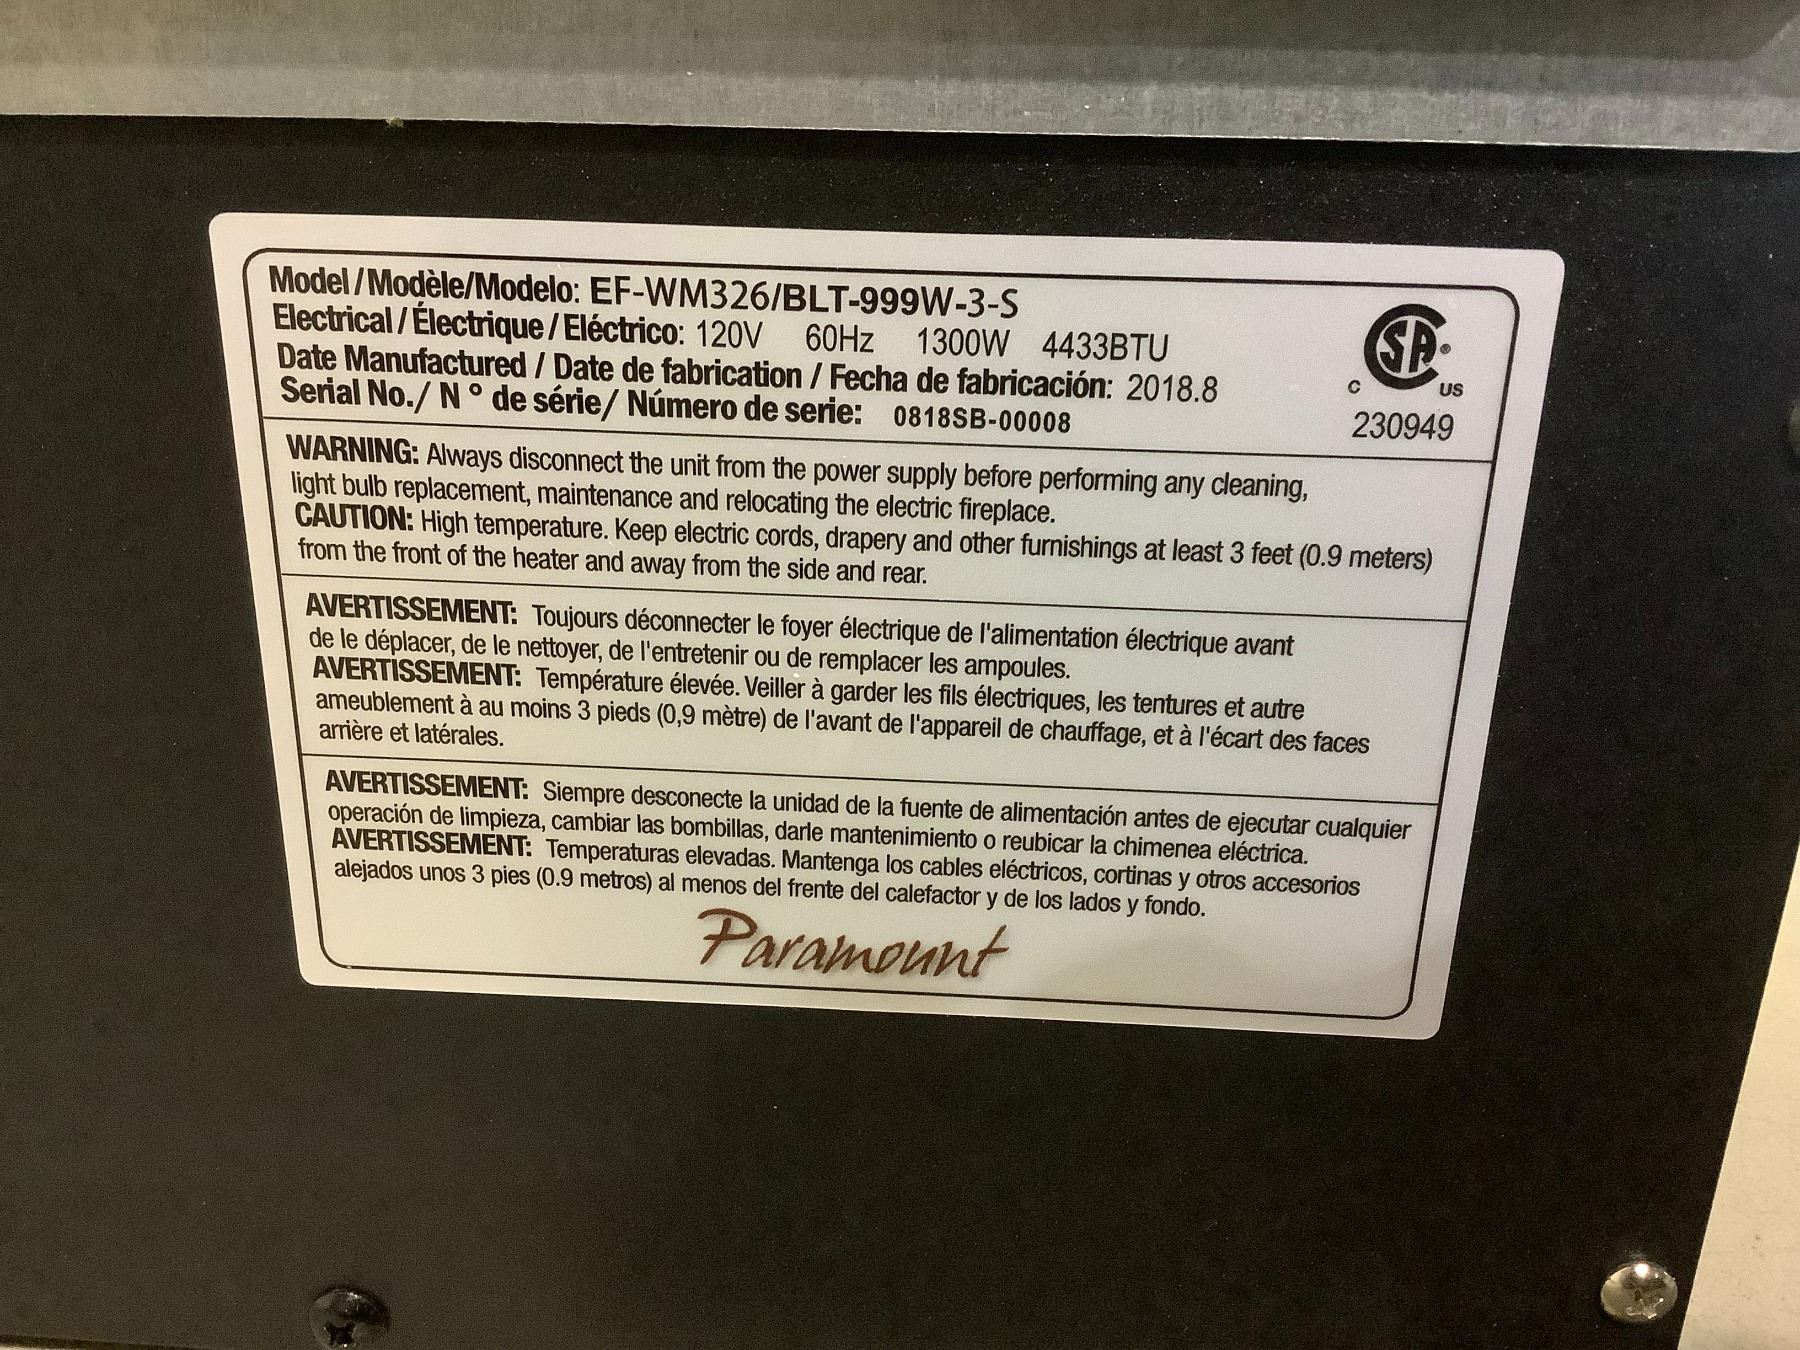 Model/Modèle/Modelo: EF-WM326/BLT-999W-3-S
Electrical/Électrique/Eléctrico: 120V 60Hz 1300W 4433BTU
Date Manufactured / Date de fabrication / Fecha de fabricación: 2018.8
Serial No./ N° de série/ Número de serie: 0818SB-00008
SA®
C US
230949
WARNING: Always disconnect the unit from the power supply before performing any cleaning,
light bulb replacement, maintenance and relocating the electric fireplace.
CAUTION: High temperature. Keep electric cords, drapery and other furnishings at least 3 feet (0.9 meters)
from the front of the heater and away from the side and rear.
AVERTISSEMENT: Toujours déconnecter le foyer électrique de l'alimentation électrique avant
de le déplacer, de le nettoyer, de l'entretenir ou de remplacer les ampoules.
AVERTISSEMENT: Température élevée. Veiller à garder les fils électriques, les tentures et autre
ameublement à au moins 3 pieds (0,9 mètre) de l'avant de l'appareil de chauffage, et à l'écart des faces
arrière et latérales.
AVERTISSEMENT: Siempre desconecte la unidad de la fuente de alimentación antes de ejecutar cualquier
operación de limpieza, cambiar las bombillas, darle mantenimiento o reubicar la chimenea eléctrica.
AVERTISSEMENT: Temperaturas elevadas. Mantenga los cables eléctricos, cortinas y otros accesorios
alejados unos 3 pies (0.9 metros) al menos del frente del calefactor y de los lados y fondo.
Paramount